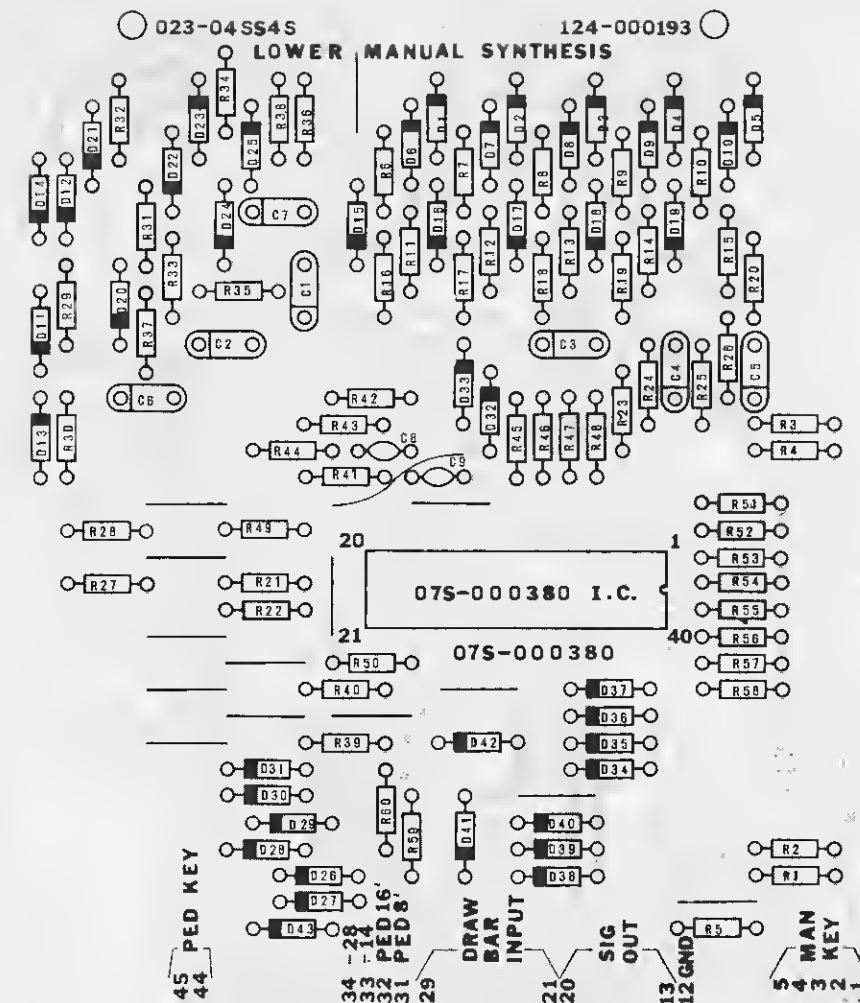 023-04SS4S 124-000193
LOWER MANUAL SYNTHESIS
R34
D21 R32 D23 D25 R38 R36 D1 D2 D3 D4 D5
D22 D6 R6 R7 D7 R8 D8 R9 D9 R10 D10
D14 D12 R31 D24 C7 D15 D16 D17 D18 D19
R33 R16 R11 R17 R12 R18 R13 R19 R14 R15 R20
R29 D20 R35 C1
D11 R37 C2 C3 R24 C4 R25 R26 C5
C6 R42 D33 D32 R23
D13 R30 R43 R45 R46 R47 R48 R3
R44 C8 R4
R41 C9
R51
R28 R49 R52
20 1
R53
R27 R21 07S-000380 I.C. R54
R22 R55
21 40 R56
R50 07S-000380 R57
R40 D37 R58
D36
R39 D42 D35
D31 D34
D30 R60 R59 D41
D29 D40
D28 D39 R2
D26 D38 R1
D27
D43 R5
PED KEY
45
44
34 -28
33 -14
32 PED 16'
31 PED 8'
29
DRAW
BAR
INPUT
21
20
SIG
OUT
13
12 GND
MAN
KEY
5
4
3
2
1